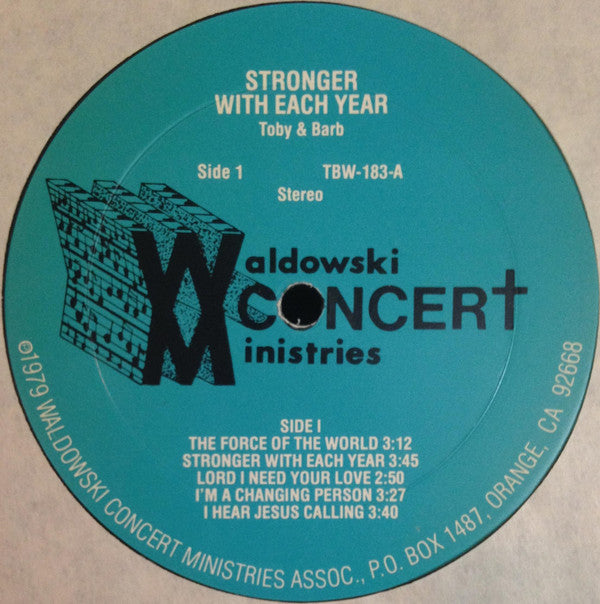 STRONGER
WITH EACH YEAR
Toby & Barb
Side 1 TBW-183-A
Stereo
Waldowski
CONCERT
Ministries
SIDE I
THE FORCE OF THE WORLD 3:12
STRONGER WITH EACH YEAR 3:45
LORD I NEED YOUR LOVE 2:50
I'M A CHANGING PERSON 3:27
I HEAR JESUS CALLING 3:40
©1979 WALDOWSKI CONCERT MINISTRIES ASSOC., P.O. BOX 1487, ORANGE, CA 92668